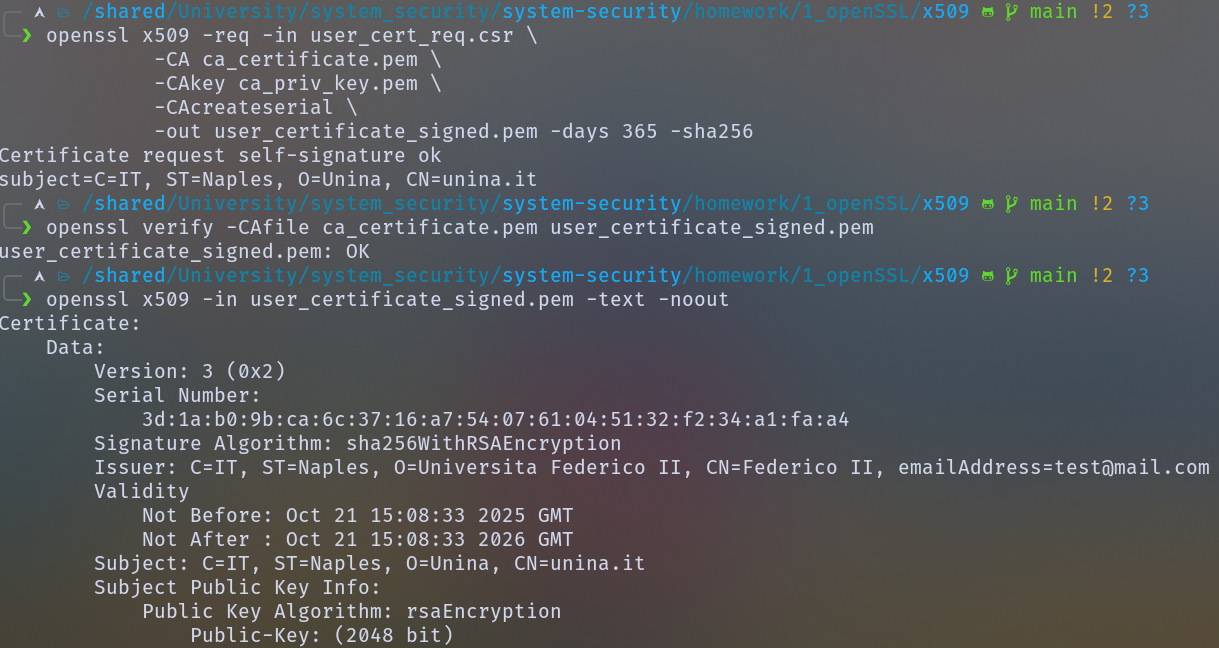 /shared/University/system_security/system-security/homework/1_openSSL/x509 main !2 ?3
❯ openssl x509 -req -in user_cert_req.csr \
-CA ca_certificate.pem \
-CAkey ca_priv_key.pem \
-CAcreateserial \
-out user_certificate_signed.pem -days 365 -sha256
Certificate request self-signature ok
subject=C=IT, ST=Naples, O=Unina, CN=unina.it
/shared/University/system_security/system-security/homework/1_openSSL/x509 main !2 ?3
❯ openssl verify -CAfile ca_certificate.pem user_certificate_signed.pem
user_certificate_signed.pem: OK
/shared/University/system_security/system-security/homework/1_openSSL/x509 main !2 ?3
❯ openssl x509 -in user_certificate_signed.pem -text -noout
Certificate:
Data:
Version: 3 (0x2)
Serial Number:
3d:1a:b0:9b:ca:6c:37:16:a7:54:07:61:04:51:32:f2:34:a1:fa:a4
Signature Algorithm: sha256WithRSAEncryption
Issuer: C=IT, ST=Naples, O=Universita Federico II, CN=Federico II, emailAddress=test@mail.com
Validity
Not Before: Oct 21 15:08:33 2025 GMT
Not After : Oct 21 15:08:33 2026 GMT
Subject: C=IT, ST=Naples, O=Unina, CN=unina.it
Subject Public Key Info:
Public Key Algorithm: rsaEncryption
Public-Key: (2048 bit)